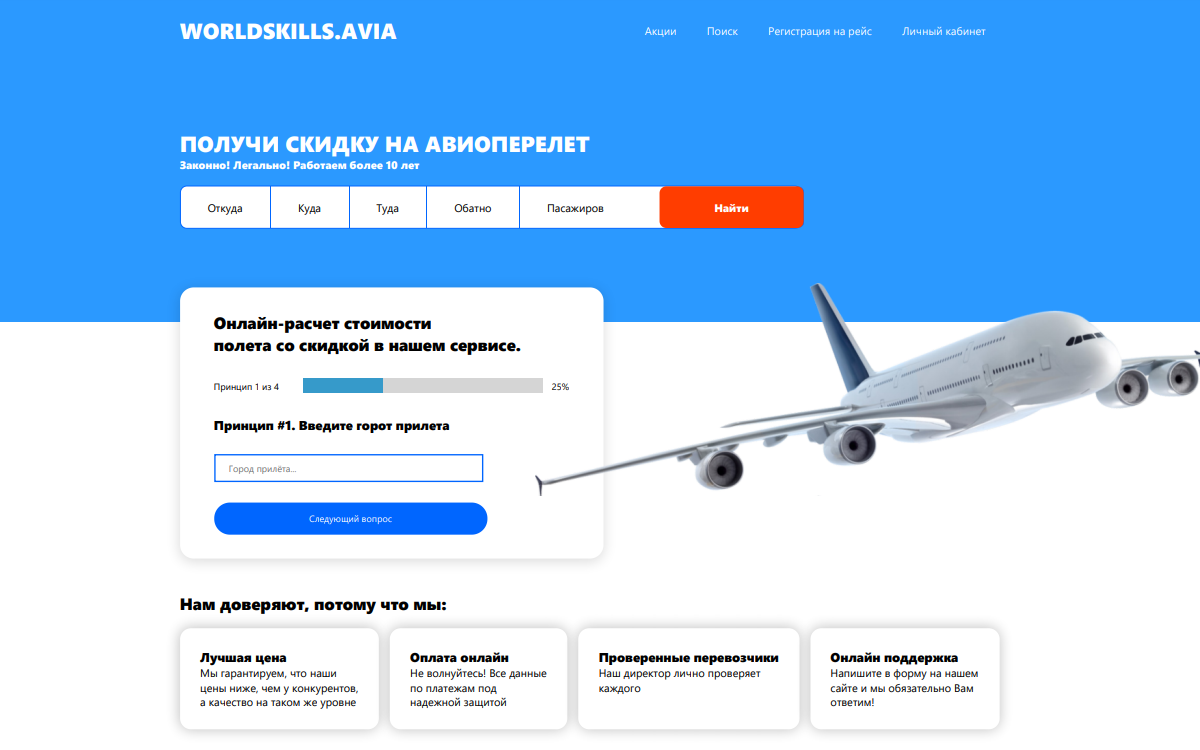 WORLDSKILLS.AVIA
Акции Поиск Регистрация на рейс Личный кабинет
ПОЛУЧИ СКИДКУ НА АВИОПЕРЕЛЕТ
Законно! Легально! Работаем более 10 лет
Откуда Куда Туда Обатно Пасажиров Найти
Онлайн-расчет стоимости
полета со скидкой в нашем сервисе.
Принцип 1 из 4 25%
Принцип #1. Введите горот прилета
Город прилёта...
Следующий вопрос
Нам доверяют, потому что мы:
Лучшая цена
Мы гарантируем, что наши
цены ниже, чем у конкурентов,
а качество на таком же уровне
Оплата онлайн
Не волнуйтесь! Все данные
по платежам под
надежной защитой
Проверенные перевозчики
Наш директор лично проверяет
каждого
Онлайн поддержка
Напишите в форму на нашем
сайте и мы обязательно Вам
ответим!